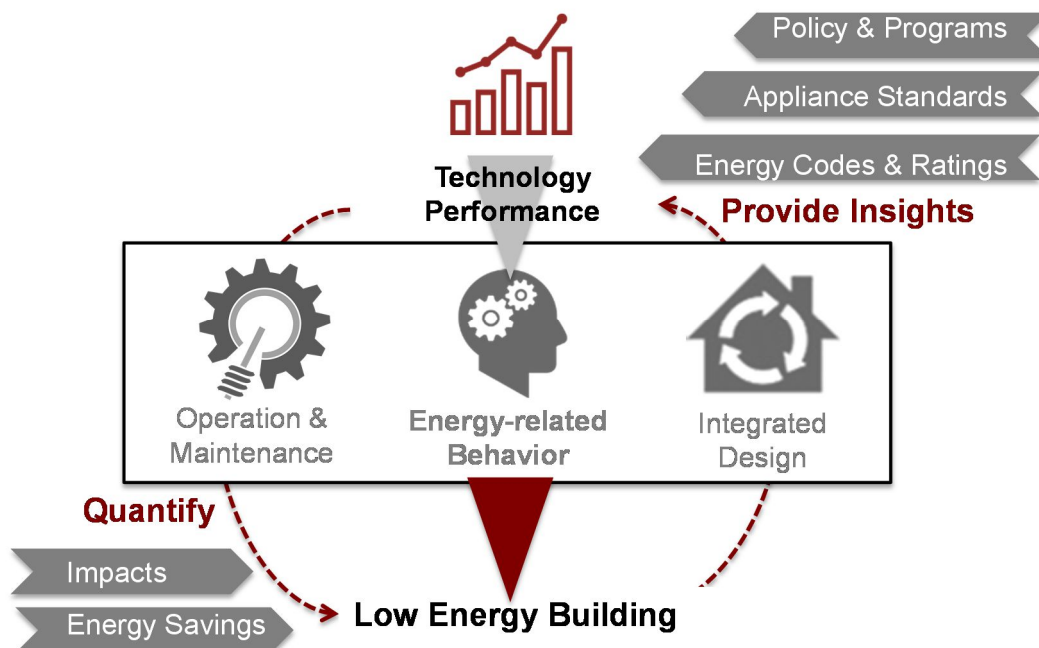 Policy & Programs
Appliance Standards
Energy Codes & Ratings
Technology
Performance
Provide Insights
Operation &
Maintenance
Energy-related
Behavior
Integrated
Design
Quantify
Impacts
Energy Savings
Low Energy Building